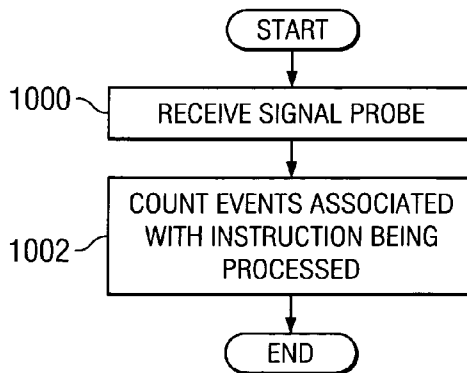 START
1000
RECEIVE SIGNAL PROBE
COUNT EVENTS ASSOCIATED
WITH INSTRUCTION BEING
PROCESSED
1002
END